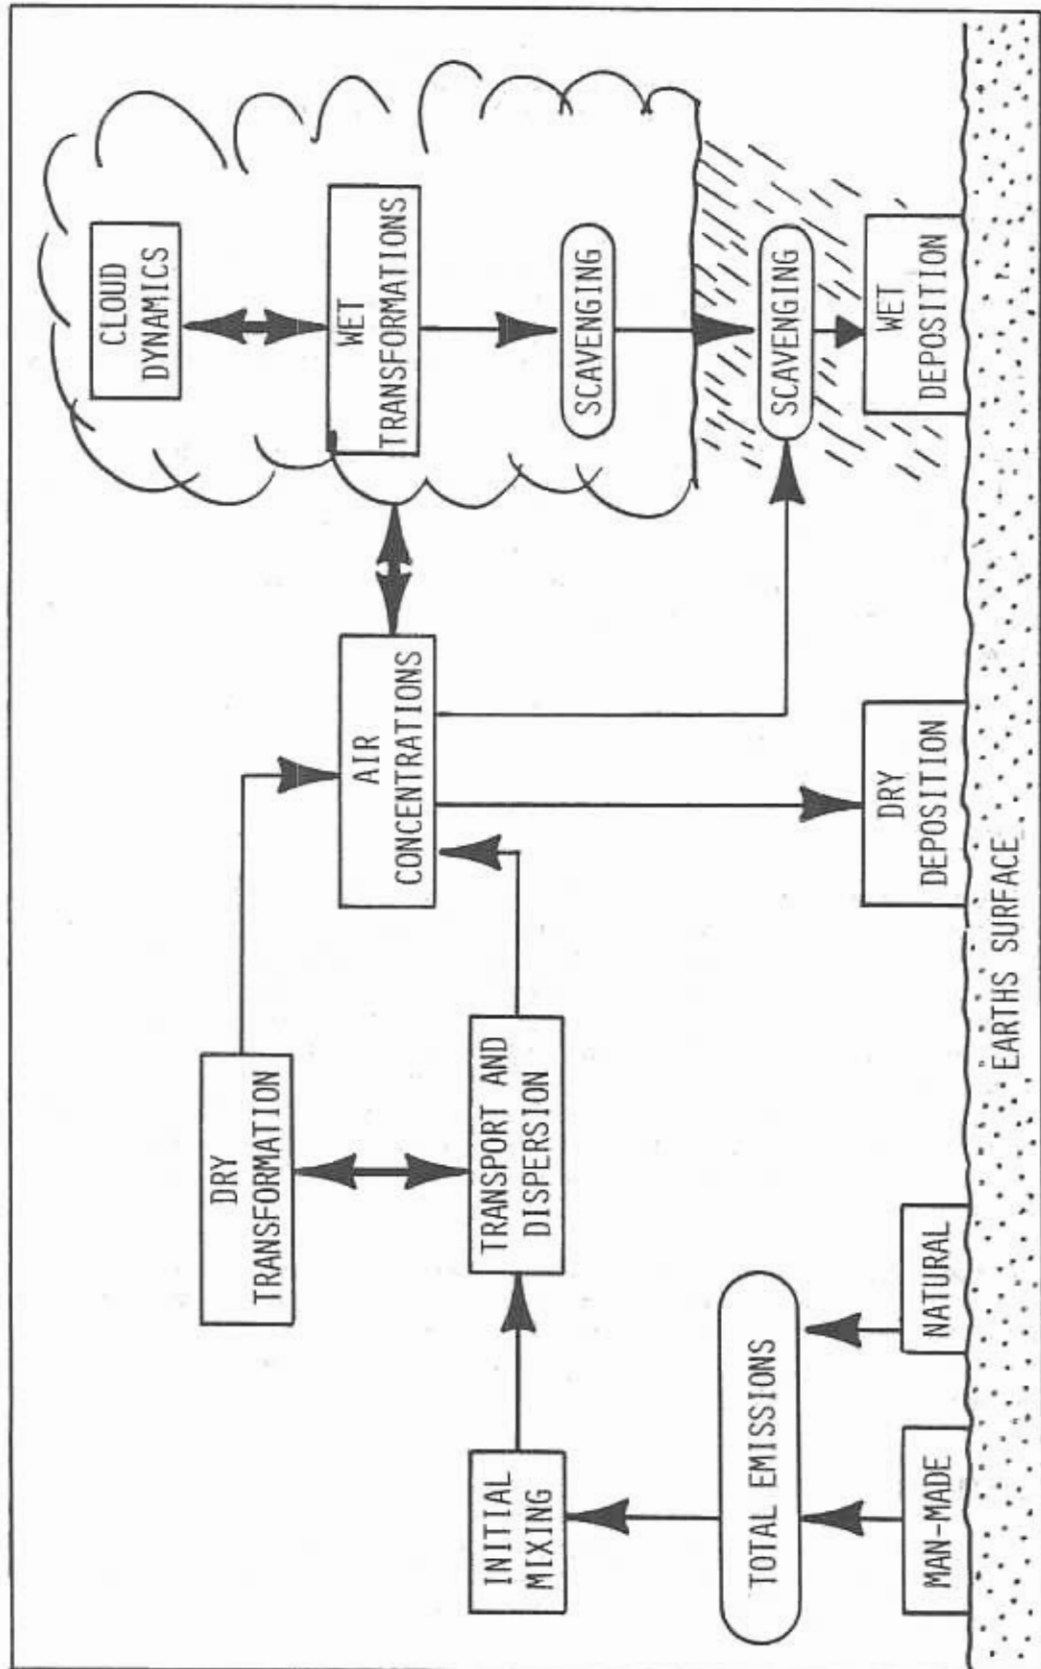 CLOUD
DYNAMICS
DRY
TRANSFORMATION
AIR
CONCENTRATIONS
WET
TRANSFORMATIONS
INITIAL
MIXING
TRANSPORT AND
DISPERSION
SCAVENGING
TOTAL EMISSIONS
SCAVENGING
MAN-MADE
NATURAL
DRY
DEPOSITION
WET
DEPOSITION
EARTHS SURFACE